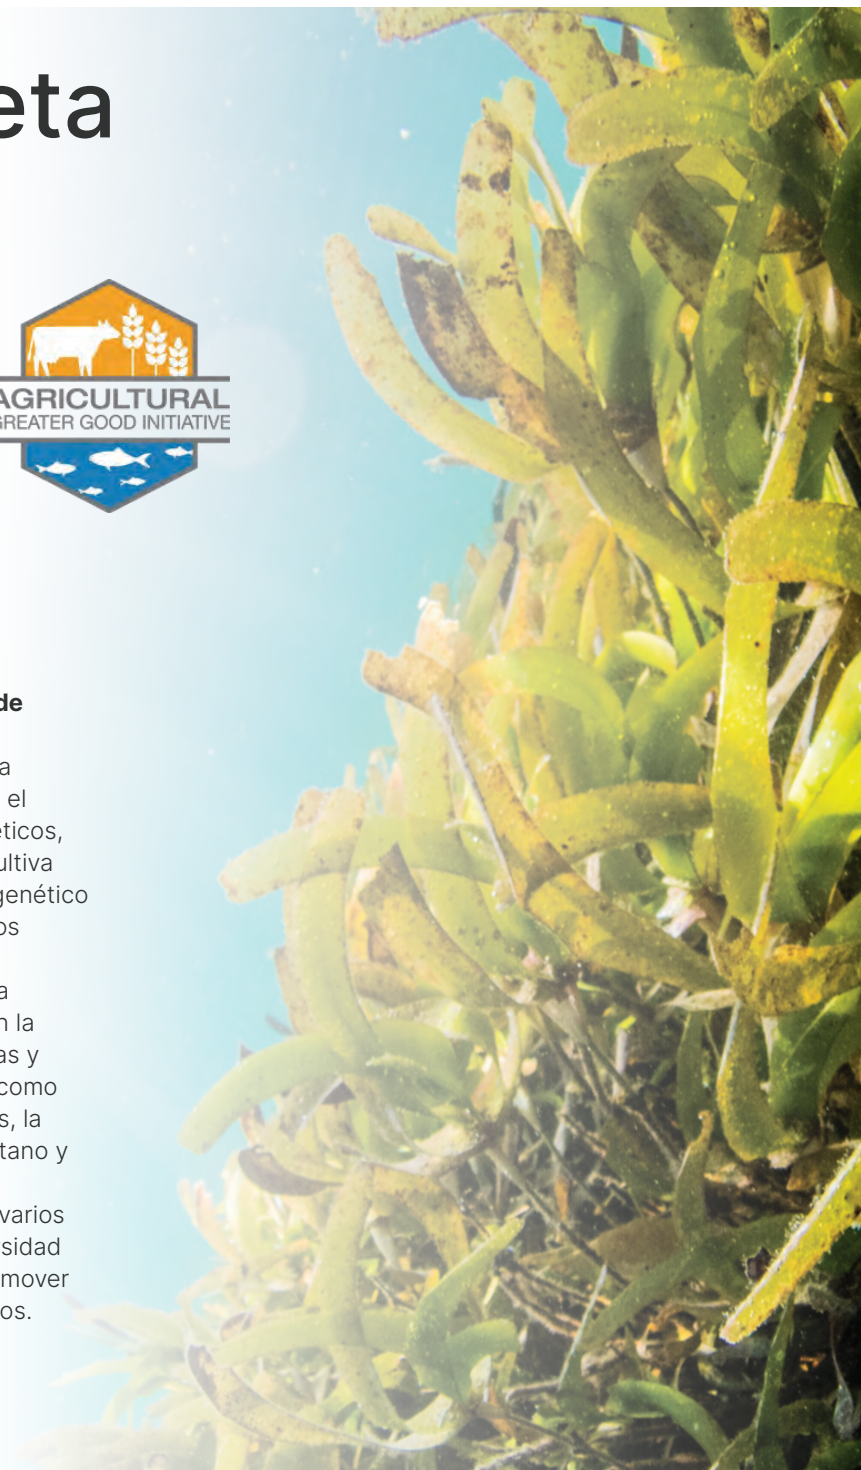 eta
AGRICULTURAL
GREATER GOOD INITIATIVE
de
a
el
éticos,
ultiva
genético
os
a
n la
as y
como
s, la
tano y
varios
sidad
mover
os.